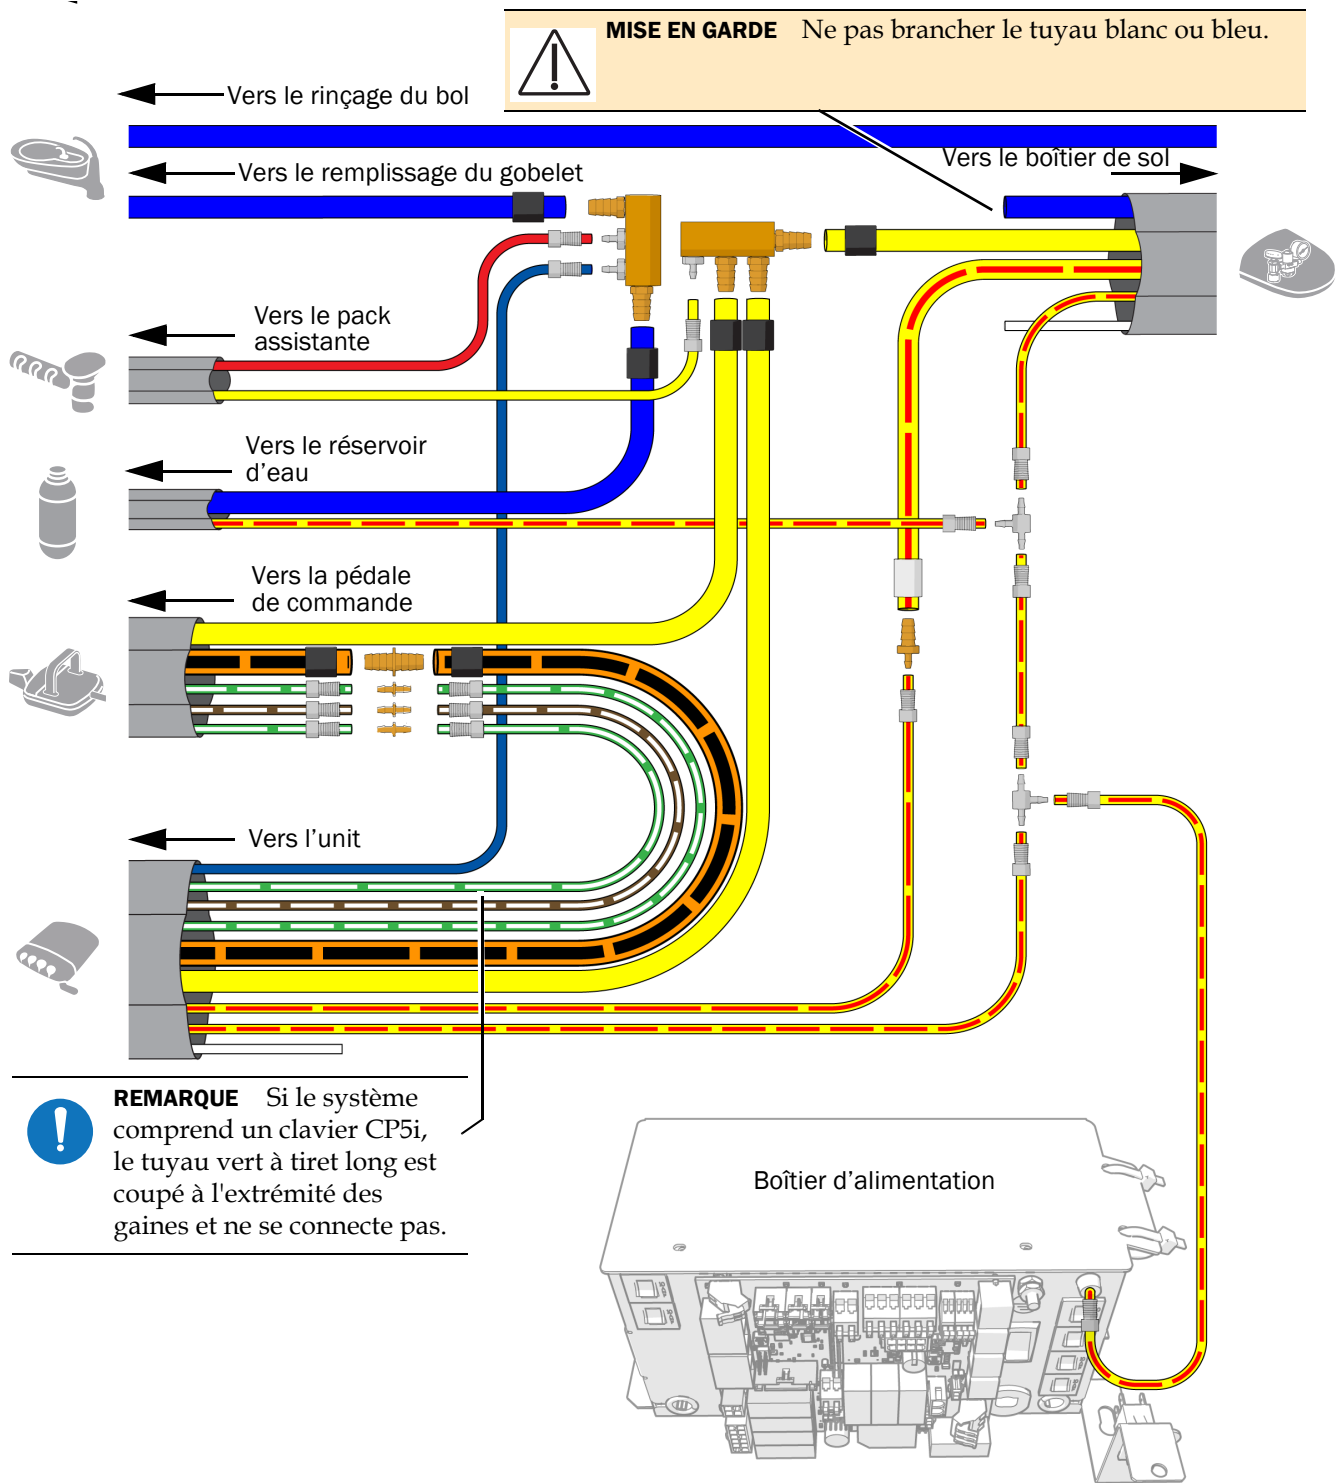 MISE EN GARDE Ne pas brancher le tuyau blanc ou bleu.
Vers le rinçage du bol
Vers le boîtier de sol
Vers le remplissage du gobelet
Vers le pack
assistante
Vers le réservoir
d'eau
Vers la pédale
de commande
Vers l'unit
REMARQUE Si le système
comprend un clavier CP5i,
le tuyau vert à tiret long est
coupé à l'extrémité des
gaines et ne se connecte pas.
Boîtier d'alimentation